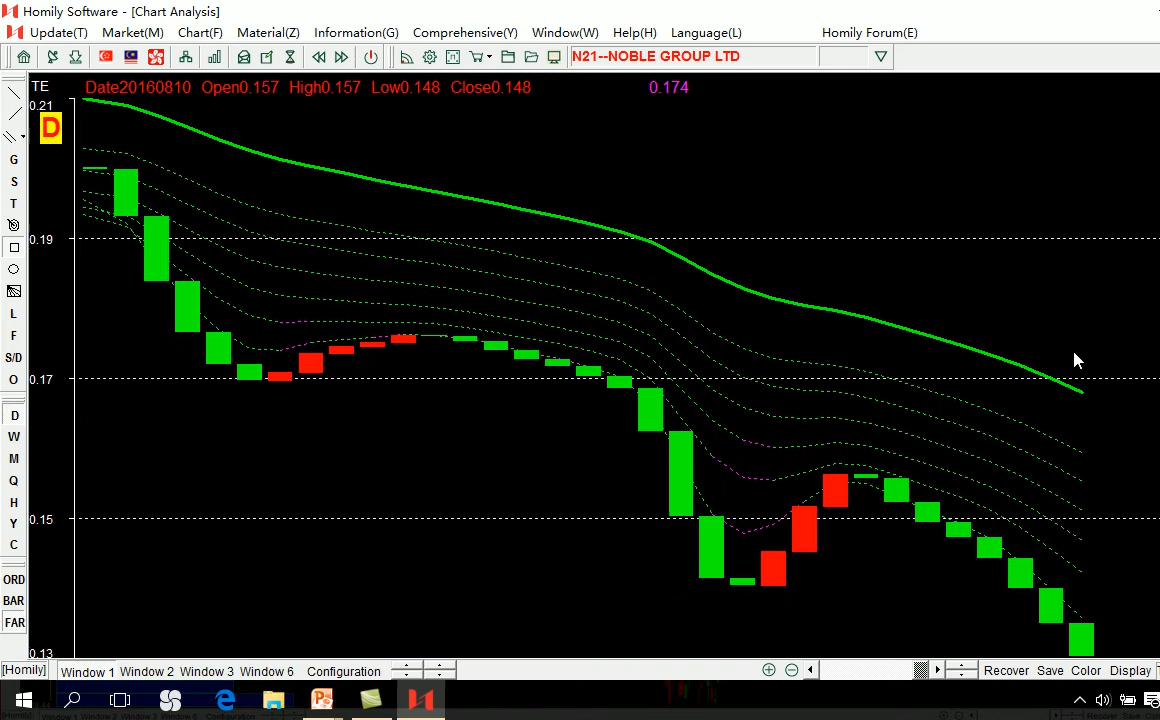 Homily Software - [Chart Analysis]
Update(T) Market(M) Chart(F) Material(Z) Information(G) Comprehensive(Y) Window(W) Help(H) Language(L) Homily Forum(E)
N21--NOBLE GROUP LTD
TE Date20160810 Open0.157 High0.157 Low0.148 Close0.148 0.174
0.21
D
G
S
T
0.19
L
F
S/D
0.17
O
D
W
M
Q
H
0.15
Y
C
ORD
BAR
FAR
0.13
[Homily] Window 1 Window 2 Window 3 Window 6 Configuration Recover Save Color Display